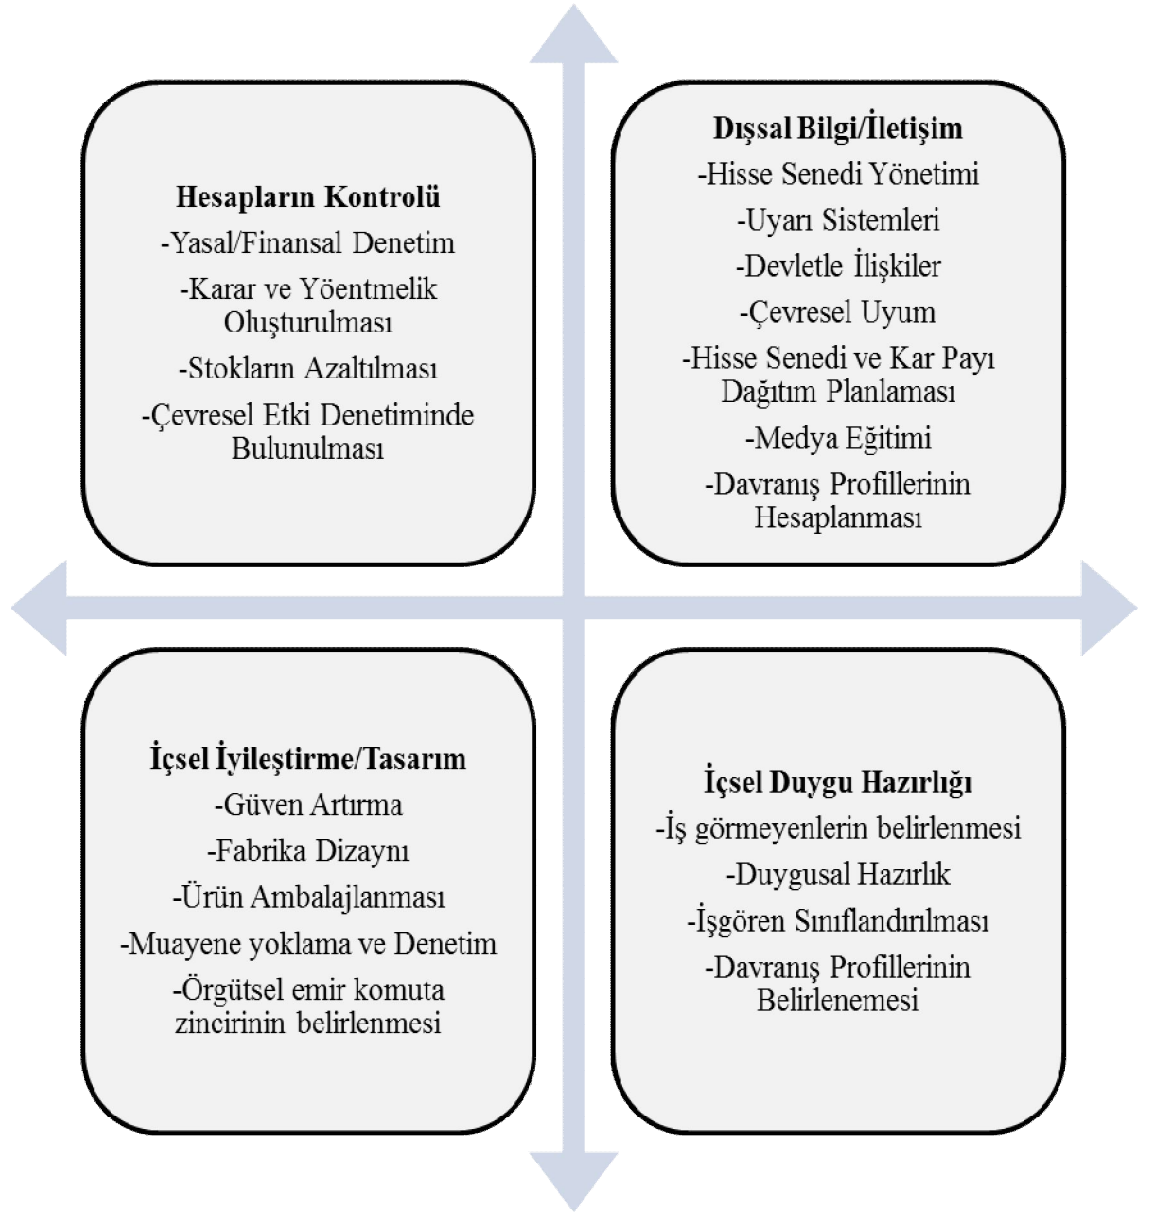 Hesapların Kontrolü
-Yasal/Finansal Denetim
-Karar ve Yöentmelik
Oluşturulması
-Stokların Azaltılması
-Çevresel Etki Denetiminde
Bulunulması
Dışsal Bilgi/İletişim
-Hisse Senedi Yönetimi
-Uyarı Sistemleri
-Devletle İlişkiler
-Çevresel Uyum
-Hisse Senedi ve Kar Payı
Dağıtım Planlaması
-Medya Eğitimi
-Davranış Profillerinin
Hesaplanması
İçsel İyileştirme/Tasarım
-Güven Artırma
-Fabrika Dizaynı
-Ürün Ambalajlanması
-Muayene yoklama ve Denetim
-Örgütsel emir komuta
zincirinin belirlenmesi
İçsel Duygu Hazırlığı
-İş görmeyenlerin belirlenmesi
-Duygusal Hazırlık
-İşgören Sınıflandırılması
-Davranış Profillerinin
Belirlenemesi